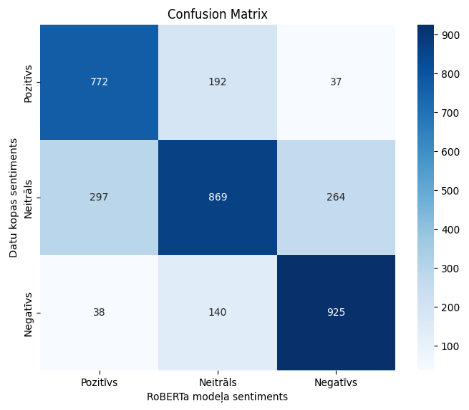 Confusion Matrix
Datu kopas sentiments
Pozitīvs
772 192 37
Neitrāls
297 869 264
Negatīvs
38 140 925
Pozitīvs Neitrāls Negatīvs
RoBERTa modeļa sentiments
900
800
700
600
500
400
300
200
100